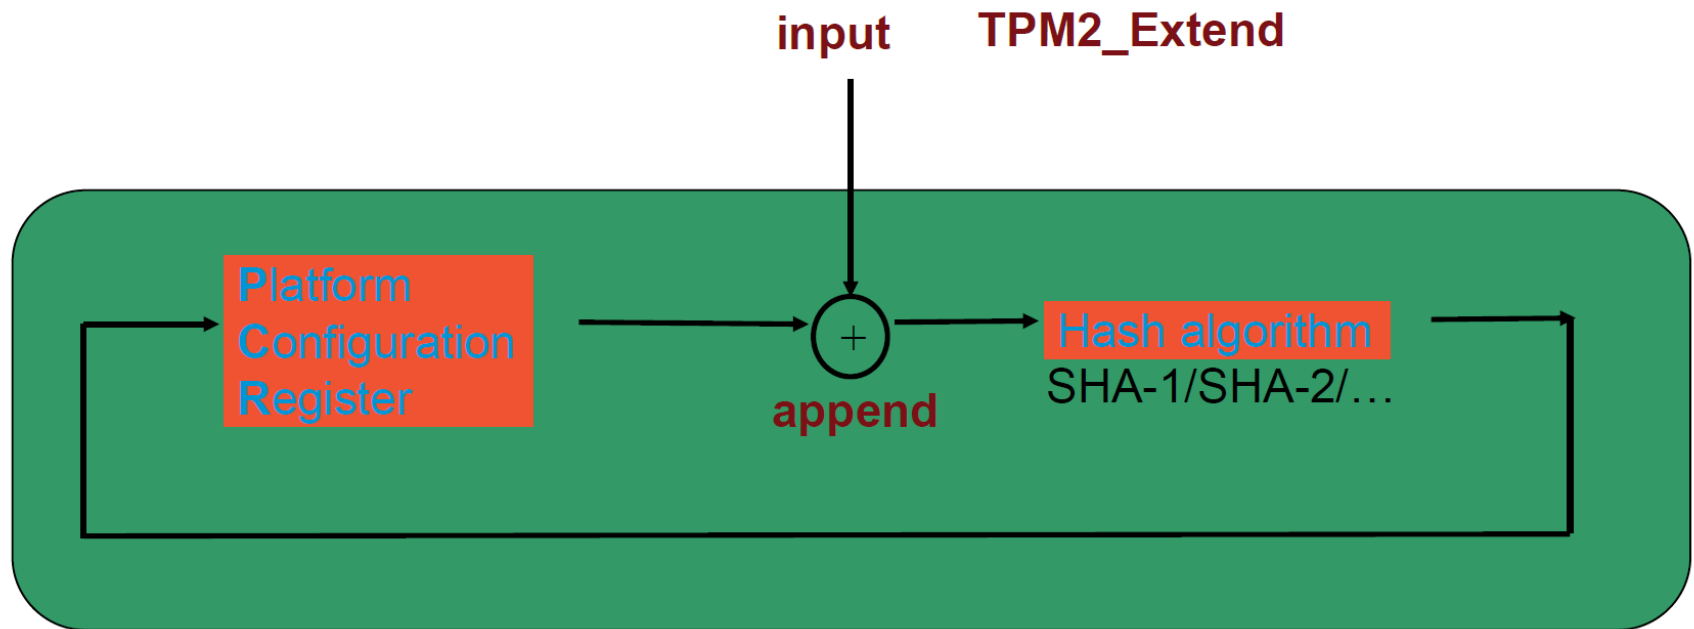 input TPM2_Extend
Platform
Configuration
Register
+
append
Hash algorithm
SHA-1/SHA-2/…